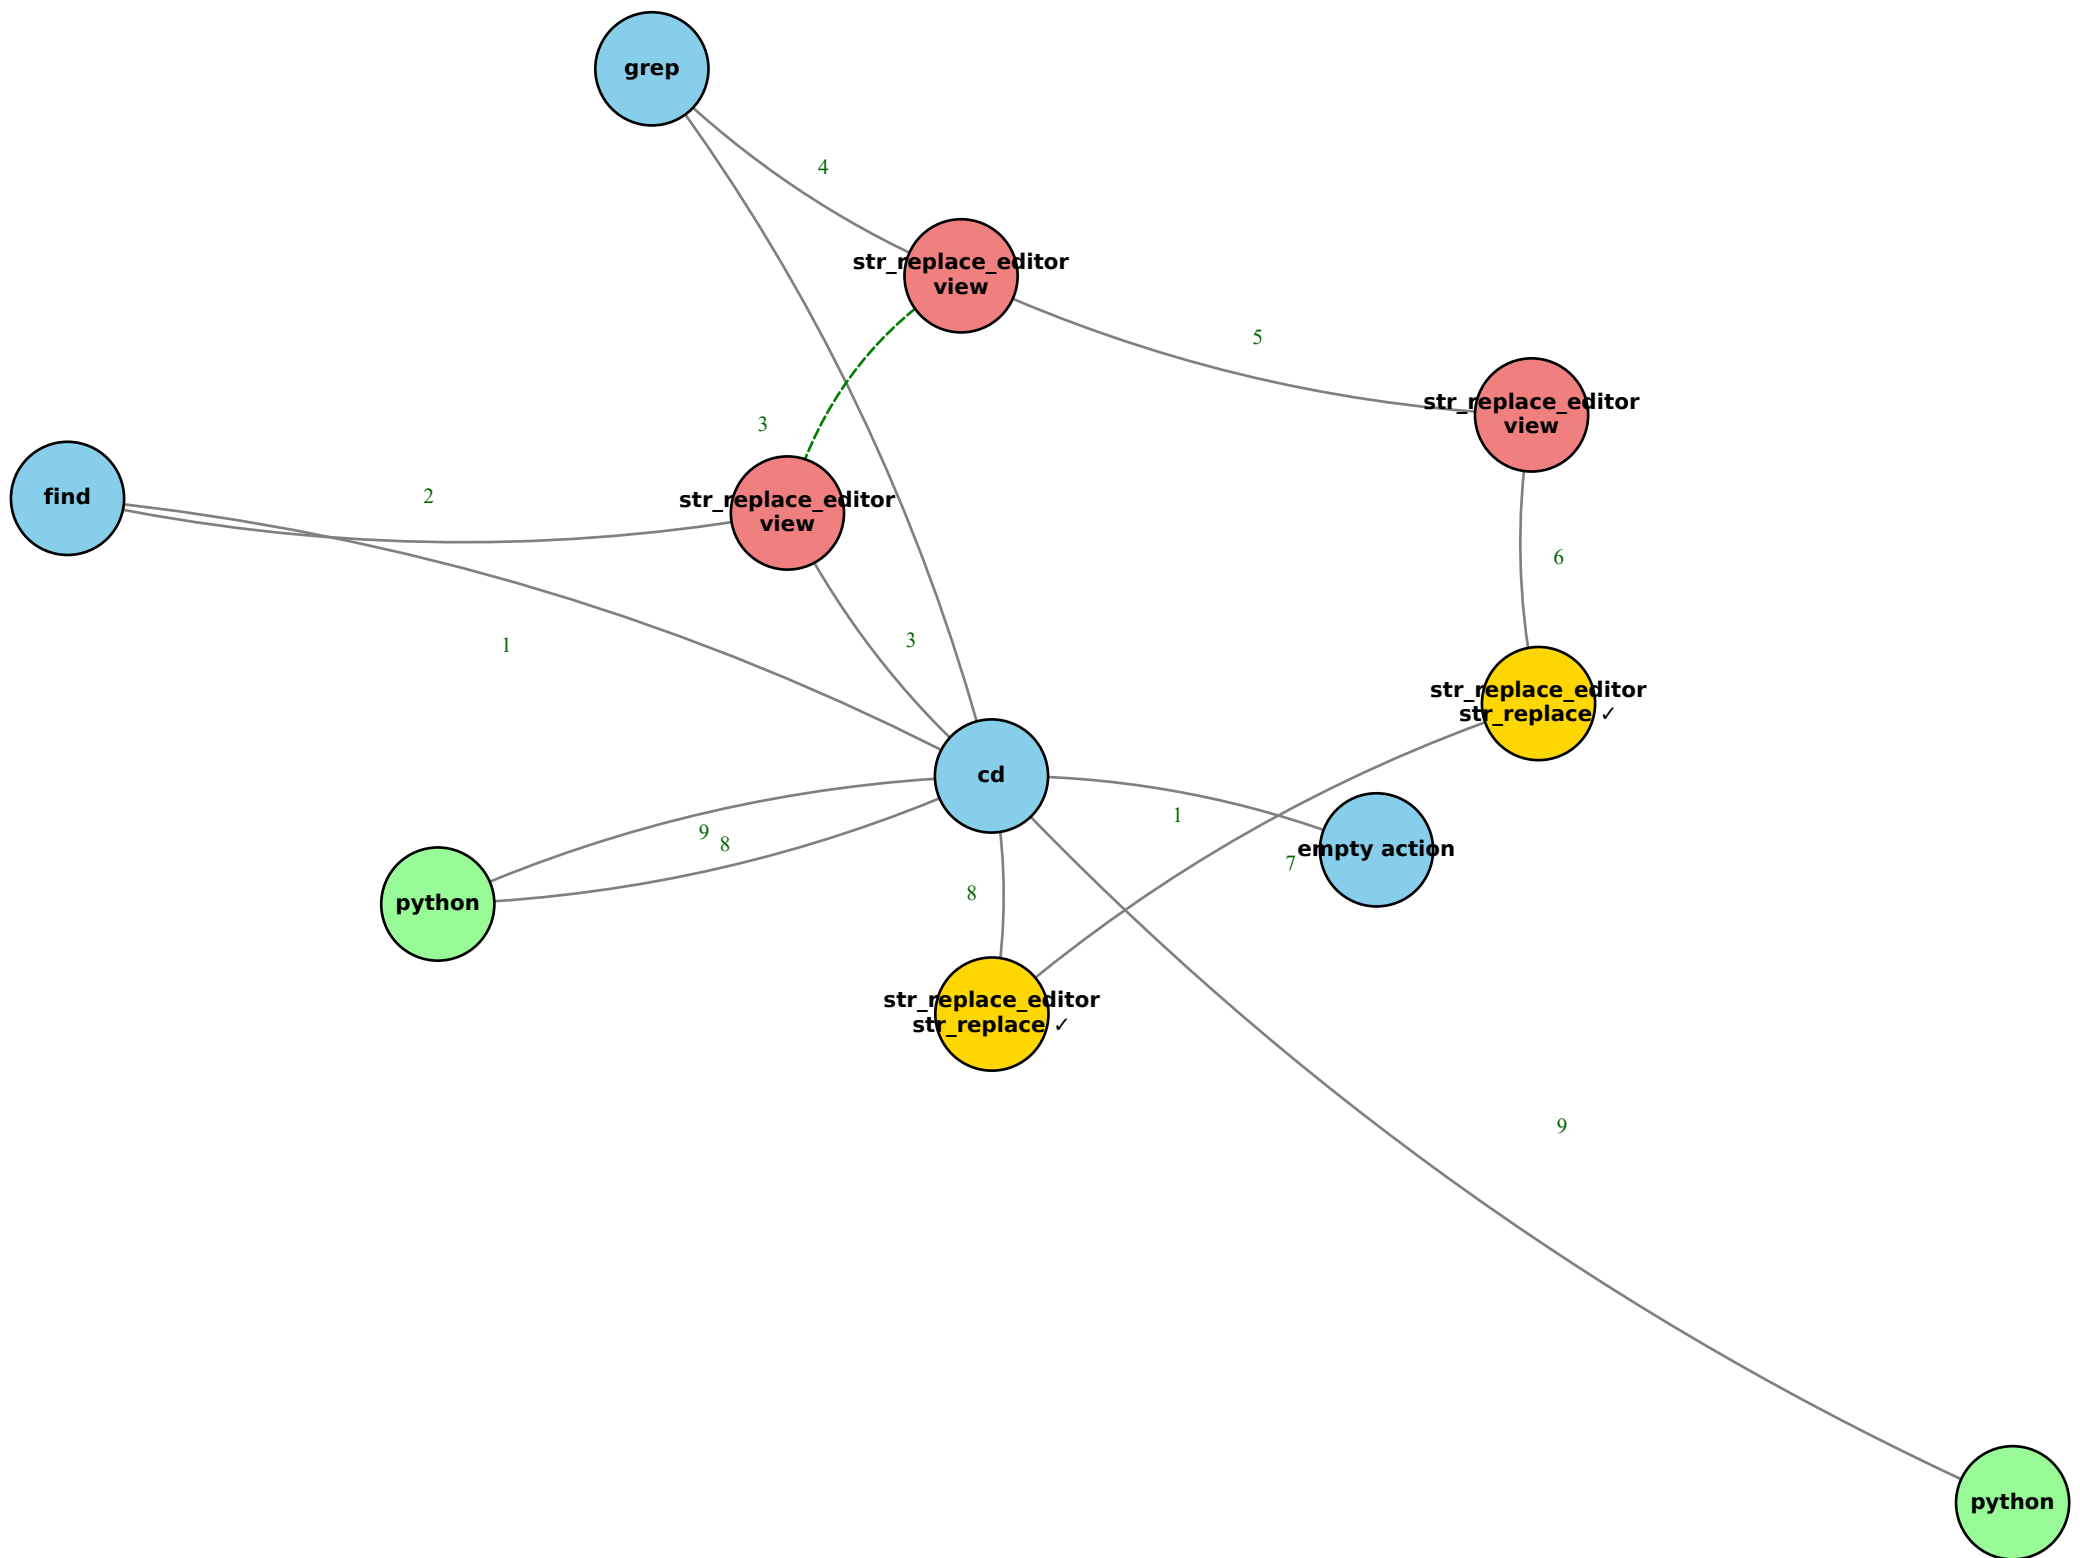 grep
4
str_replace_editor
view
5
str_replace_editor
view
3
find
2
str_replace_editor
view
6
1
3
str_replace_editor
str_replace ✓
cd
1
9
8
7
empty action
python
8
str_replace_editor
str_replace ✓
9
python